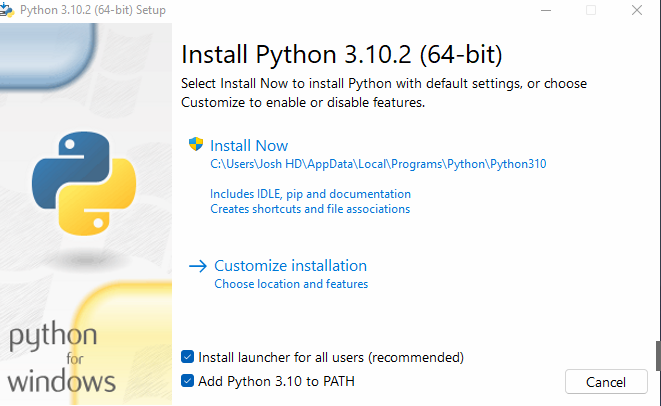 Python 3.10.2 (64-bit) Setup
Install Python 3.10.2 (64-bit)
Select Install Now to install Python with default settings, or choose
Customize to enable or disable features.
Install Now
C:\Users\Josh HD\AppData\Local\Programs\Python\Python310
Includes IDLE, pip and documentation
Creates shortcuts and file associations
Customize installation
Choose location and features
python
for
windows
Install launcher for all users (recommended)
Add Python 3.10 to PATH
Cancel